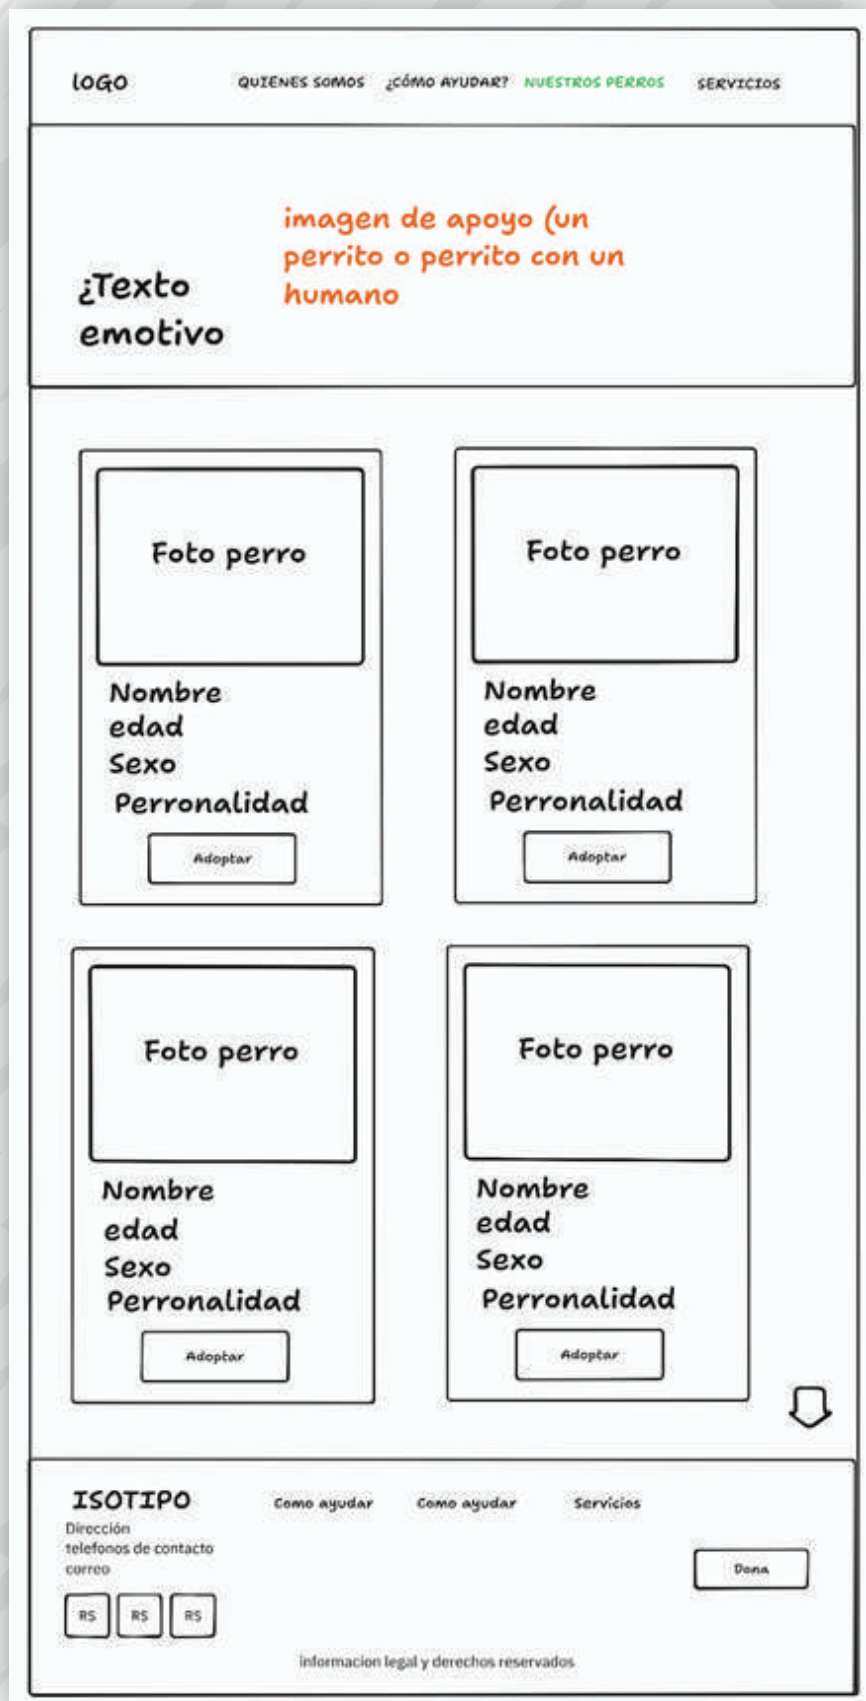 LOGO
QUIENES SOMOS ¿CÓMO AYUDAR? NUESTROS PERROS SERVICIOS
imagen de apoyo (un
perrito o perrito con un
humano
¿Texto
emotivo
Foto perro
Nombre
edad
Sexo
Perronalidad
Adoptar
Foto perro
Nombre
edad
Sexo
Perronalidad
Adoptar
Foto perro
Nombre
edad
Sexo
Perronalidad
Adoptar
Foto perro
Nombre
edad
Sexo
Perronalidad
Adoptar
ISOTIPO
Dirección
telefonos de contacto
correo
RS RS RS
Como ayudar Como ayudar Servicios
Dona
informacion legal y derechos reservados